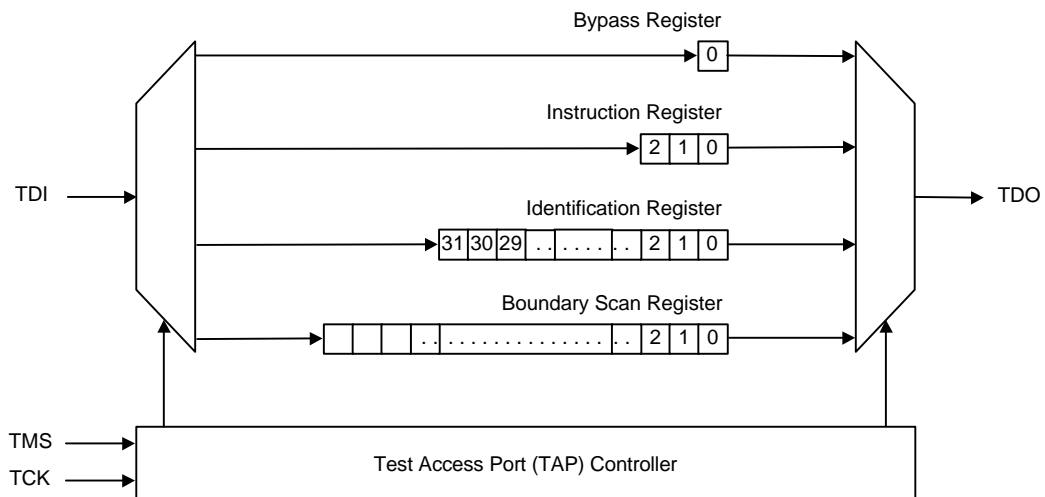 Bypass Register
0
Instruction Register
2 1 0
TDI
TDO
Identification Register
31 30 29 . . . . . . . . . 2 1 0
Boundary Scan Register
. . . . . . . . . . . . . . . . . . 2 1 0
TMS
Test Access Port (TAP) Controller
TCK